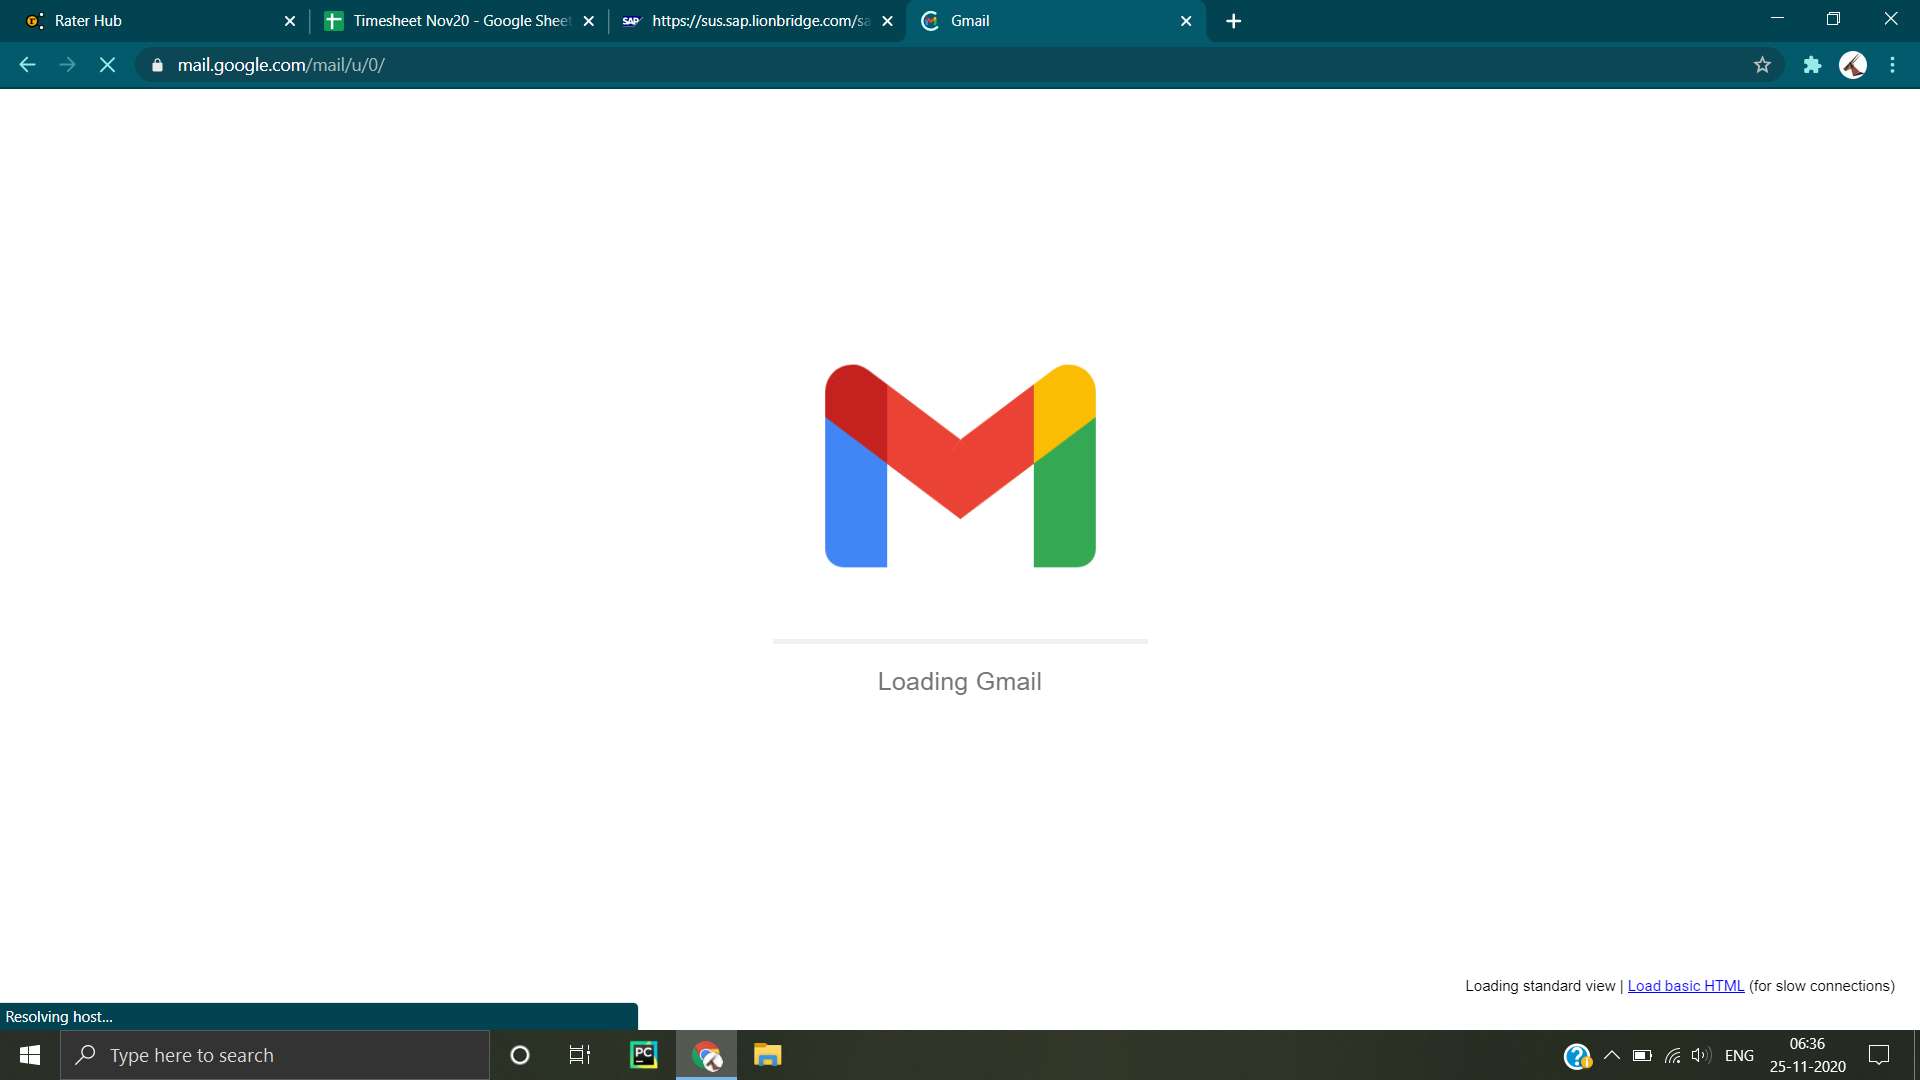 Rater Hub
Timesheet Nov20 - Google Sheet
SAP https://sus.sap.lionbridge.com/sa
Gmail
mail.google.com/mail/u/0/
Loading Gmail
Loading standard view | Load basic HTML (for slow connections)
Resolving host...
Type here to search
PC
ENG
06:36
25-11-2020